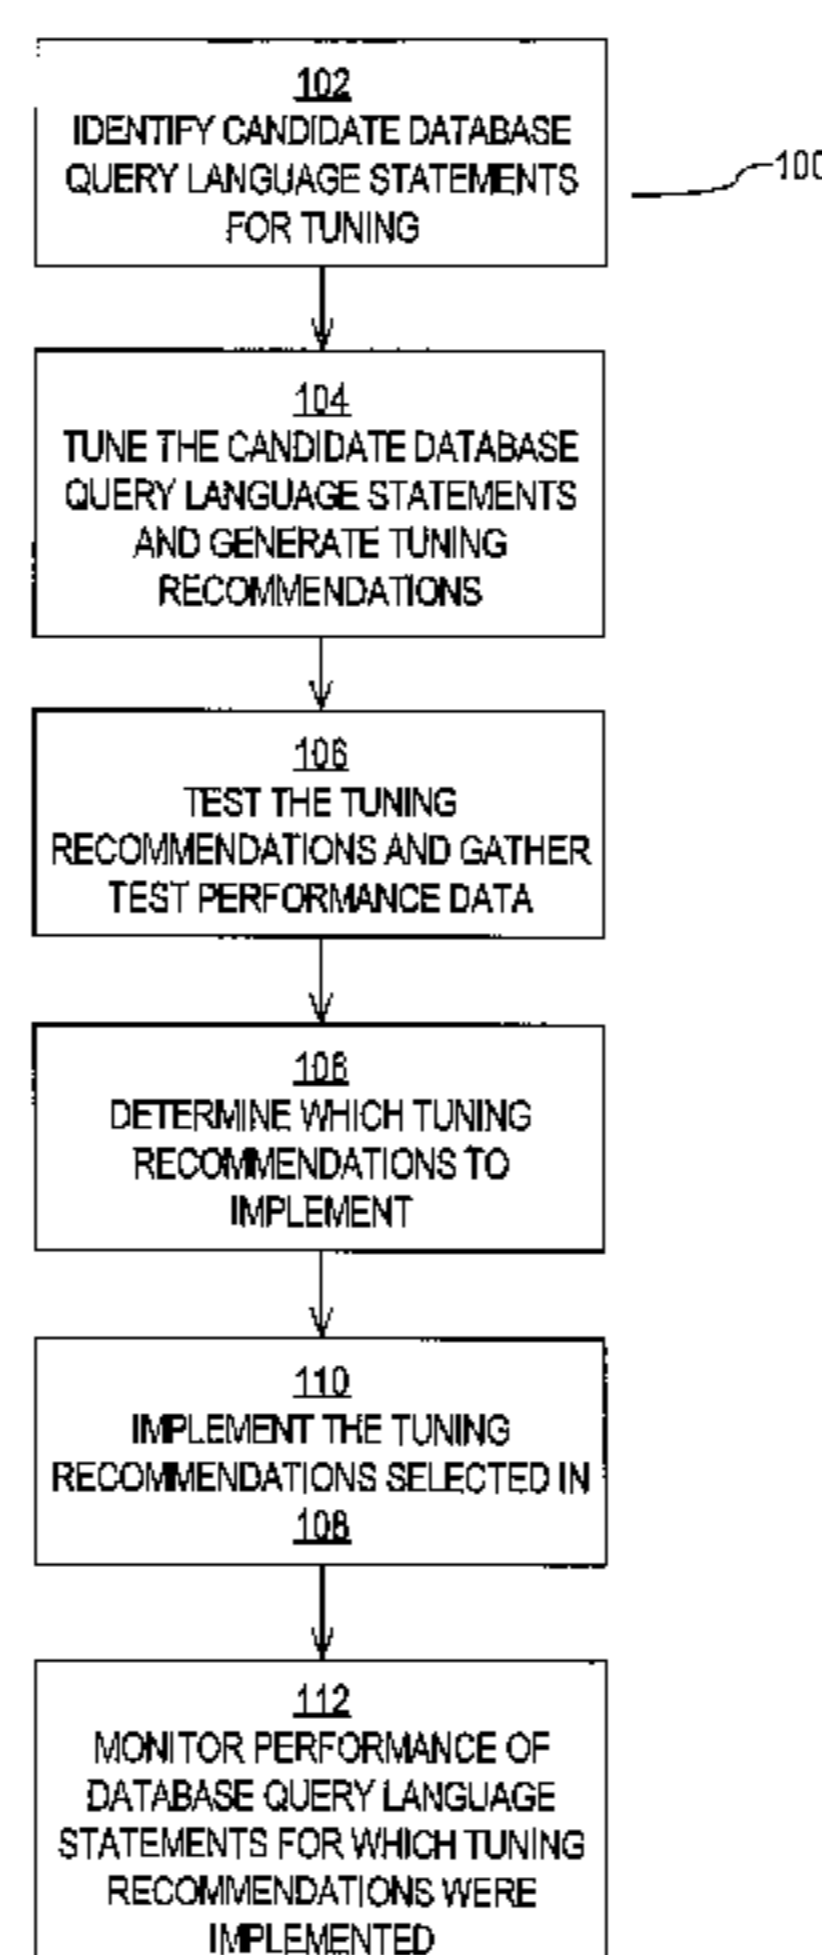 102
IDENTIFY CANDIDATE DATABASE
QUERY LANGUAGE STATEMENTS
FOR TUNING
100
104
TUNE THE CANDIDATE DATABASE
QUERY LANGUAGE STATEMENTS
AND GENERATE TUNING
RECOMMENDATIONS
106
TEST THE TUNING
RECOMMENDATIONS AND GATHER
TEST PERFORMANCE DATA
108
DETERMINE WHICH TUNING
RECOMMENDATIONS TO
IMPLEMENT
110
IMPLEMENT THE TUNING
RECOMMENDATIONS SELECTED IN
108
112
MONITOR PERFORMANCE OF
DATABASE QUERY LANGUAGE
STATEMENTS FOR WHICH TUNING
RECOMMENDATIONS WERE
IMPLEMENTED